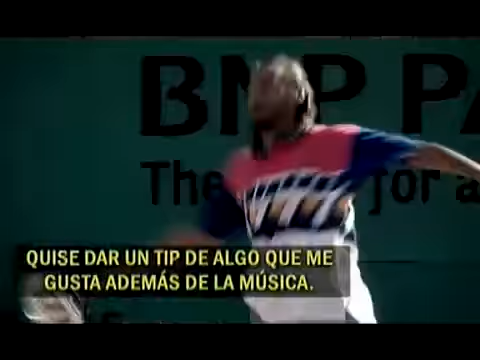 BNP PA
The for a
QUISE DAR UN TIP DE ALGO QUE ME
GUSTA ADEMÁS DE LA MÚSICA.